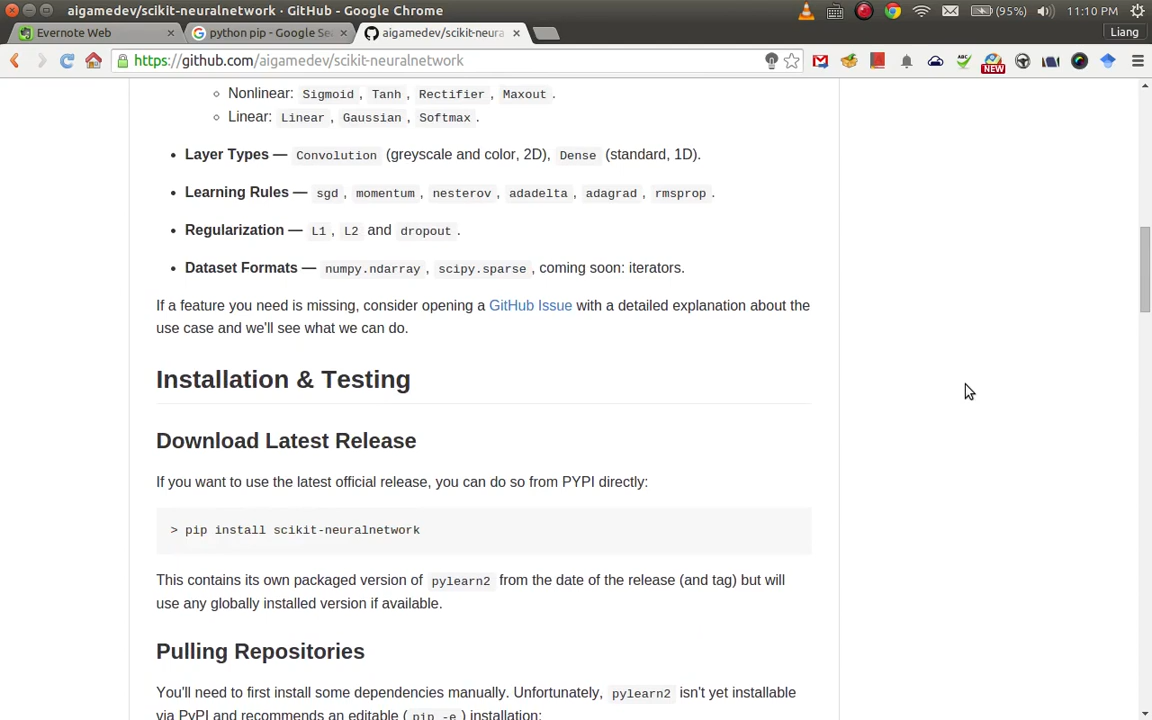 aigamedev/scikit-neuralnetwork · GitHub - Google Chrome
(95%)
11:10 PM
Evernote Web
python pip - Google Se
aigamedev/scikit-neura
Liang
https://github.com/aigamedev/scikit-neuralnetwork
ABC
NEW
Nonlinear: Sigmoid, Tanh, Rectifier, Maxout.
Linear: Linear, Gaussian, Softmax.
Layer Types — Convolution (greyscale and color, 2D), Dense (standard, 1D).
Learning Rules — sgd, momentum, nesterov, adadelta, adagrad, rmsprop.
Regularization — L1, L2 and dropout.
Dataset Formats — numpy.ndarray, scipy.sparse, coming soon: iterators.
If a feature you need is missing, consider opening a GitHub Issue with a detailed explanation about the
use case and we'll see what we can do.
Installation & Testing
Download Latest Release
If you want to use the latest official release, you can do so from PYPI directly:
> pip install scikit-neuralnetwork
This contains its own packaged version of pylearn2 from the date of the release (and tag) but will
use any globally installed version if available.
Pulling Repositories
You'll need to first install some dependencies manually. Unfortunately, pylearn2 isn't yet installable
via PyPI and recommends an editable (pip -e) installation: